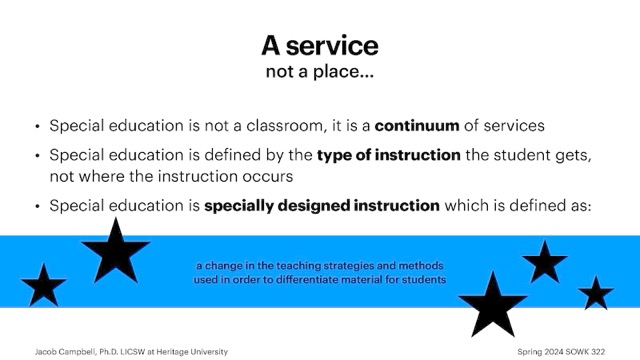 A service
not a place...
• Special education is not a classroom, it is a continuum of services
• Special education is defined by the type of instruction the student gets,
not where the instruction occurs
• Special education is specially designed instruction which is defined as:
a change in the teaching strategies and methods
used in order to differentiate material for students
Jacob Campbell, Ph.D. LICSW at Heritage University
Spring 2024 SOWK 322